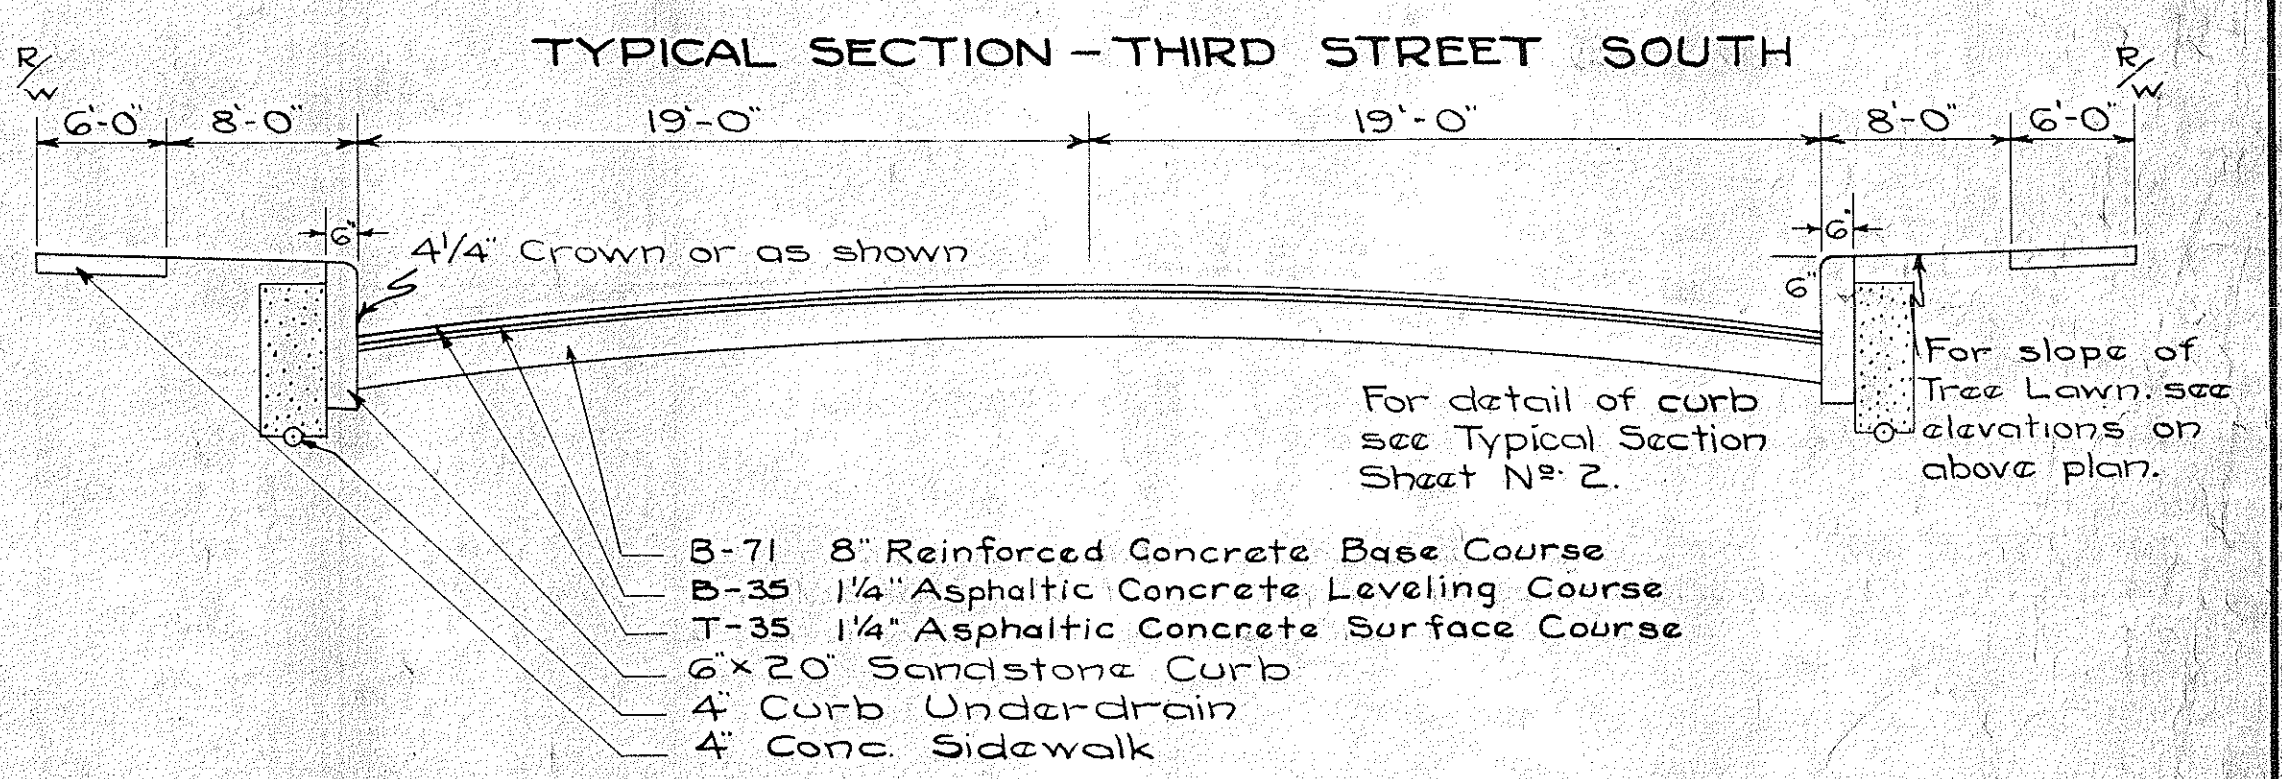 TYPICAL SECTION - THIRD STREET SOUTH
R/W
R/W
6'-0" 8'-0" 19'-0" 19'-0" 8'-0" 6'-0"
6"
6"
4 1/4" Crown or as shown
6"
For slope of
Tree Lawn. see
elevations on
above plan.
For detail of curb
see Typical Section
Sheet Nº. 2.
B-71 8" Reinforced Concrete Base Course
B-35 1 1/4" Asphaltic Concrete Leveling Course
T-35 1 1/4" Asphaltic Concrete Surface Course
6" x 20" Sandstone Curb
4" Curb Underdrain
4" Conc. Sidewalk